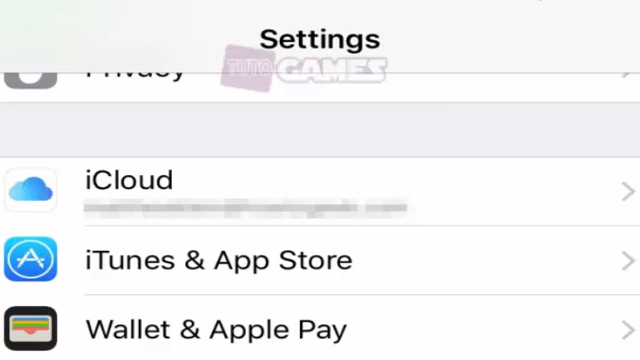 Settings
TUTO GAMES
Privacy
iCloud
iTunes & App Store
Wallet & Apple Pay